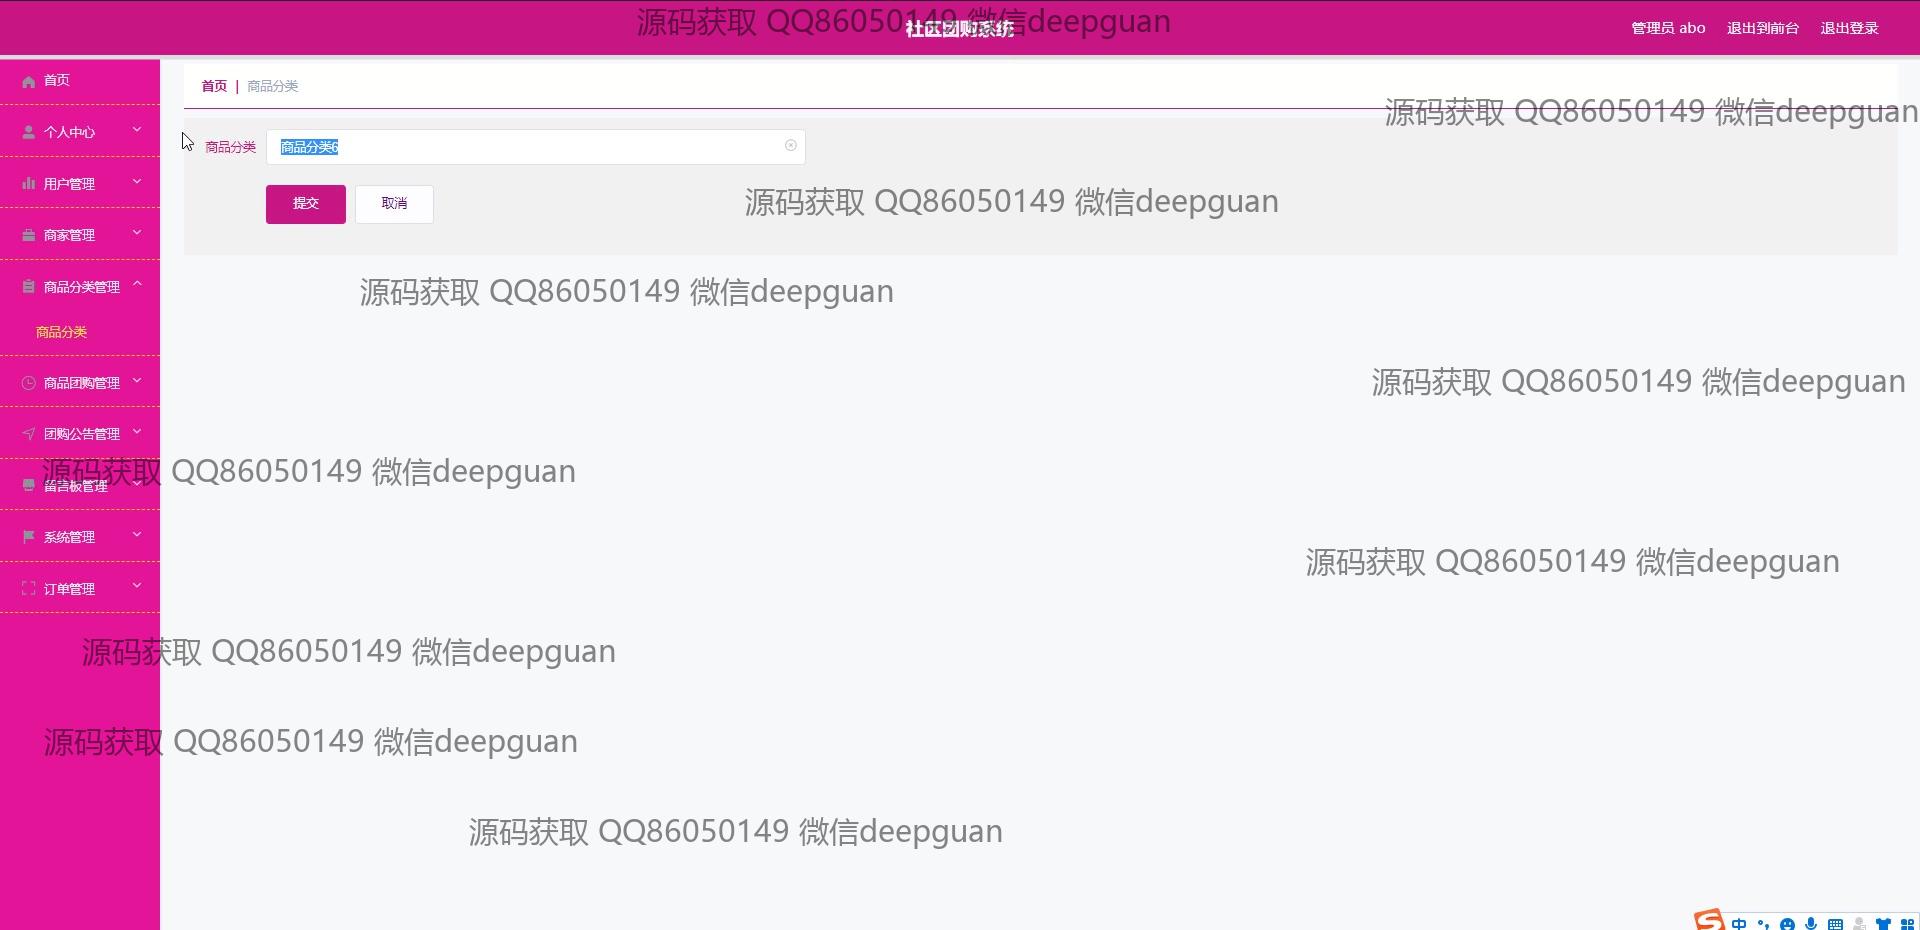 社区团购系统
管理员 abo 退出到前台 退出登录
源码获取 QQ86050149 微信deepguan
首页
个人中心
用户管理
商家管理
商品分类管理
商品分类
商品团购管理
团购公告管理
留言板管理
系统管理
订单管理
首页 | 商品分类
源码获取 QQ86050149 微信deepguan
商品分类 商品分类6
提交 取消
源码获取 QQ86050149 微信deepguan
源码获取 QQ86050149 微信deepguan
源码获取 QQ86050149 微信deepguan
源码获取 QQ86050149 微信deepguan
源码获取 QQ86050149 微信deepguan
源码获取 QQ86050149 微信deepguan
源码获取 QQ86050149 微信deepguan
源码获取 QQ86050149 微信deepguan
S 中